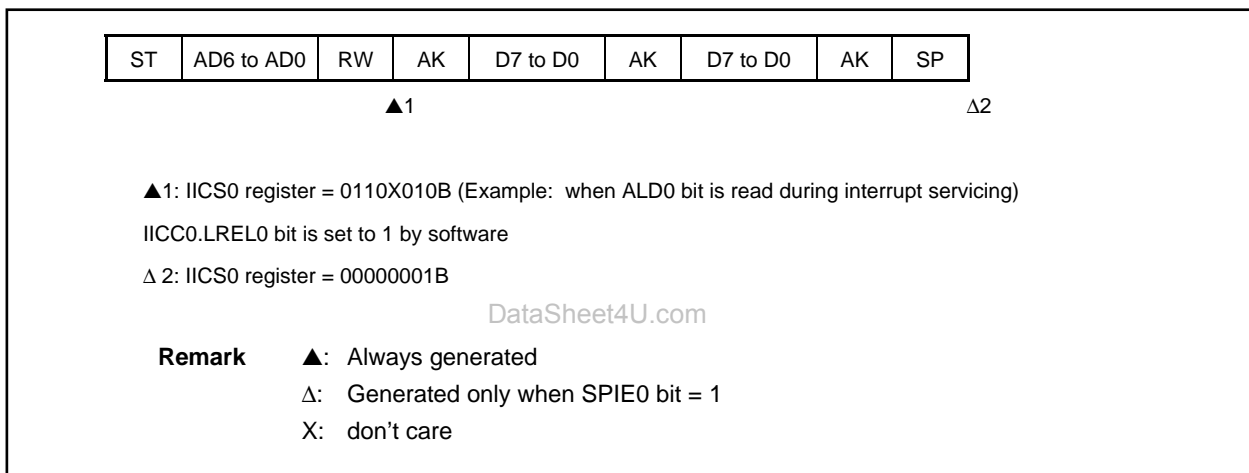 ST AD6 to AD0 RW AK D7 to D0 AK D7 to D0 AK SP
▲1 Δ2
▲1: IICS0 register = 0110X010B (Example: when ALD0 bit is read during interrupt servicing)
IICC0.LREL0 bit is set to 1 by software
Δ 2: IICS0 register = 00000001B
DataSheet4U.com
Remark ▲: Always generated
Δ: Generated only when SPIE0 bit = 1
X: don't care